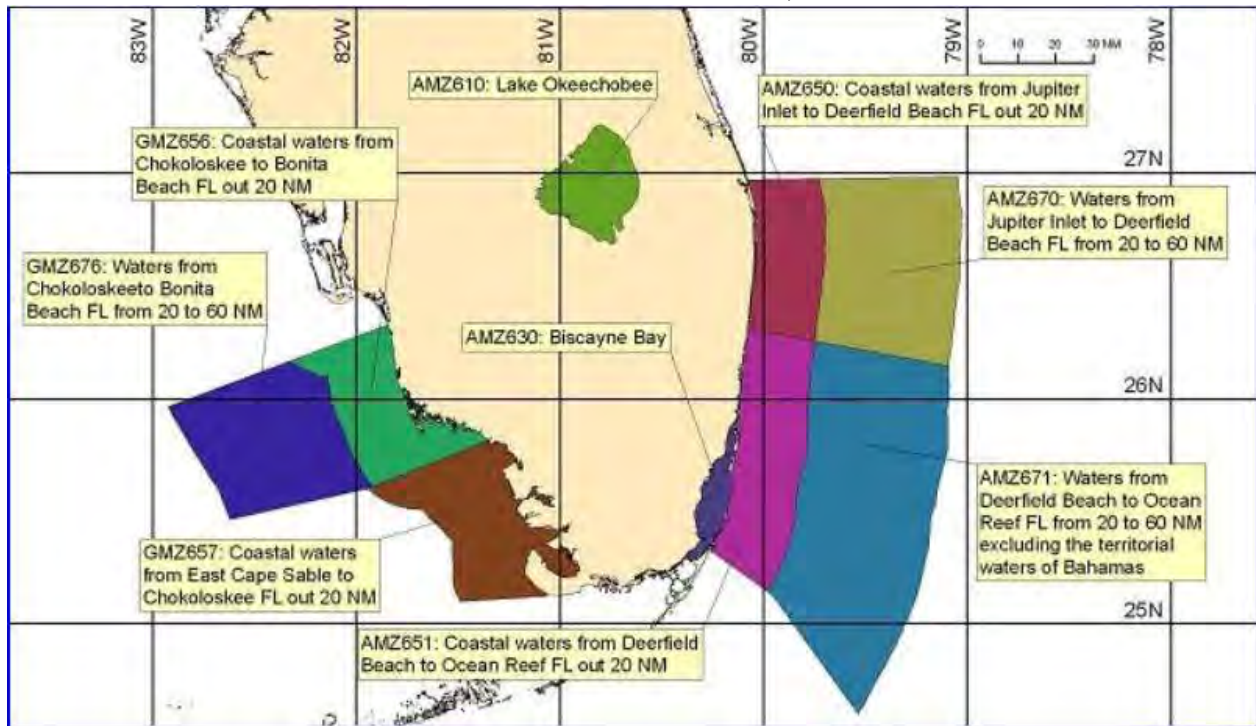 83W
82W
81W
80W
79W
78W
0 10 20 30 NM
AMZ610: Lake Okeechobee
AMZ650: Coastal waters from Jupiter
Inlet to Deerfield Beach FL out 20 NM
GMZ656: Coastal waters from
Chokoloskee to Bonita
Beach FL out 20 NM
27N
AMZ670: Waters from
Jupiter Inlet to Deerfield
Beach FL from 20 to 60 NM
GMZ676: Waters from
Chokoloskeeto Bonita
Beach FL from 20 to 60 NM
AMZ630: Biscayne Bay
26N
AMZ671: Waters from
Deerfield Beach to Ocean
Reef FL from 20 to 60 NM
excluding the territorial
waters of Bahamas
GMZ657: Coastal waters
from East Cape Sable to
Chokoloskee FL out 20 NM
25N
AMZ651: Coastal waters from Deerfield
Beach to Ocean Reef FL out 20 NM